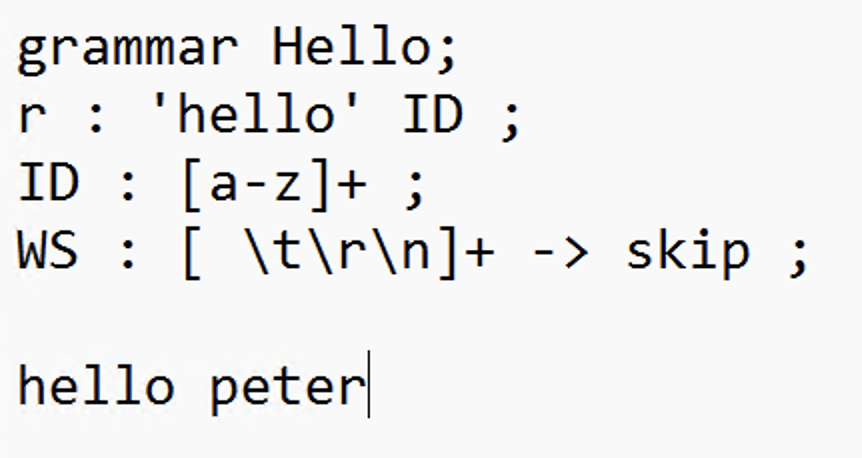 grammar Hello;
r : 'hello' ID ;
ID : [a-z]+ ;
WS : [ \t\r\n]+ -> skip ;
hello peter